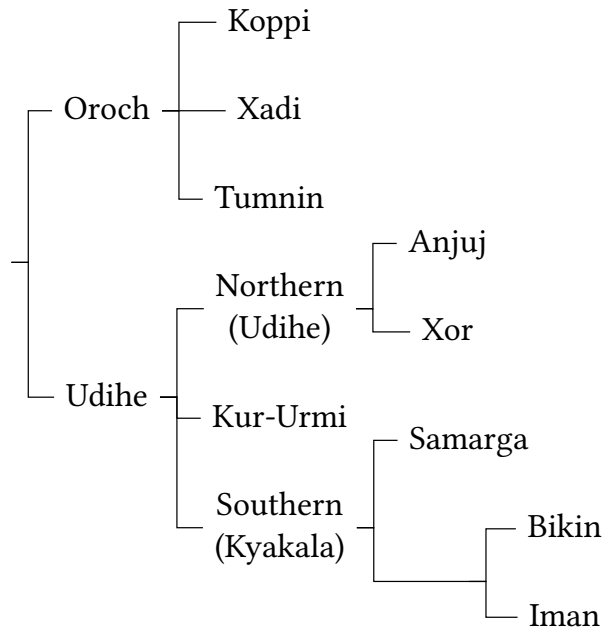 Koppi
Oroch
Xadi
Tumnin
Anjuj
Northern
(Udihe)
Xor
Udihe
Kur-Urmi
Samarga
Southern
(Kyakala)
Bikin
Iman